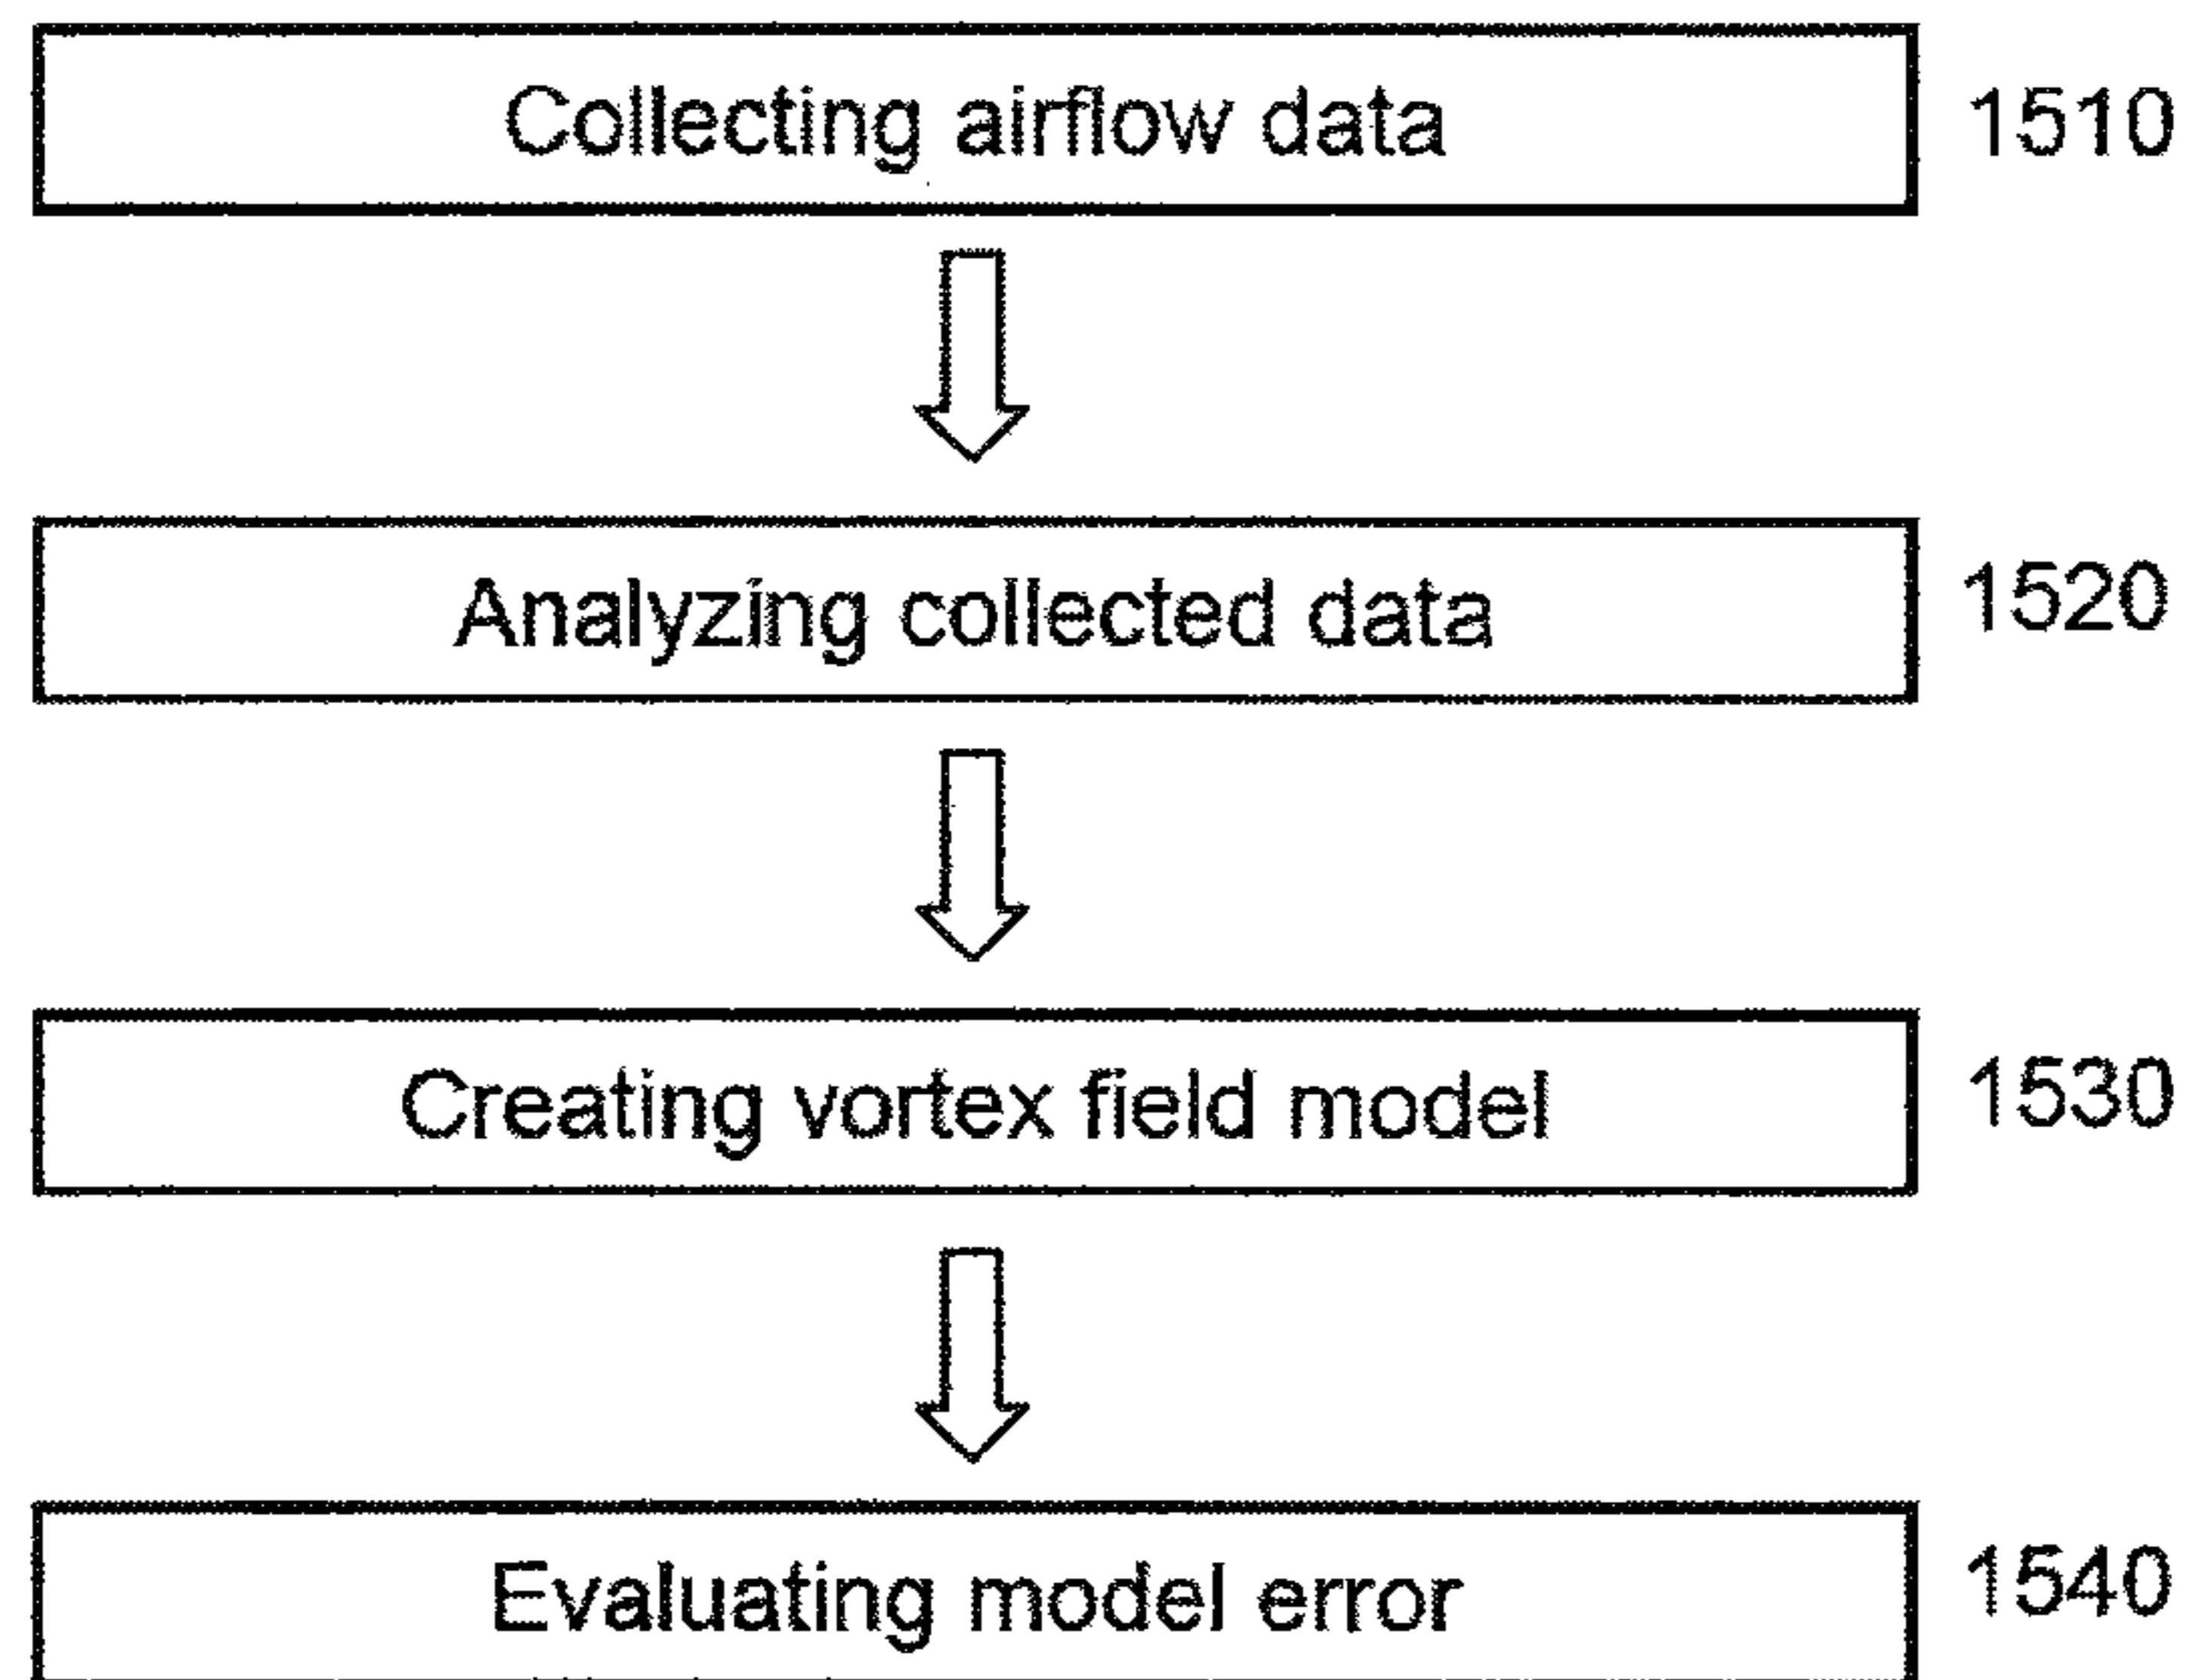 Collecting airflow data 1510
Analyzing collected data 1520
Creating vortex field model 1530
Evaluating model error 1540